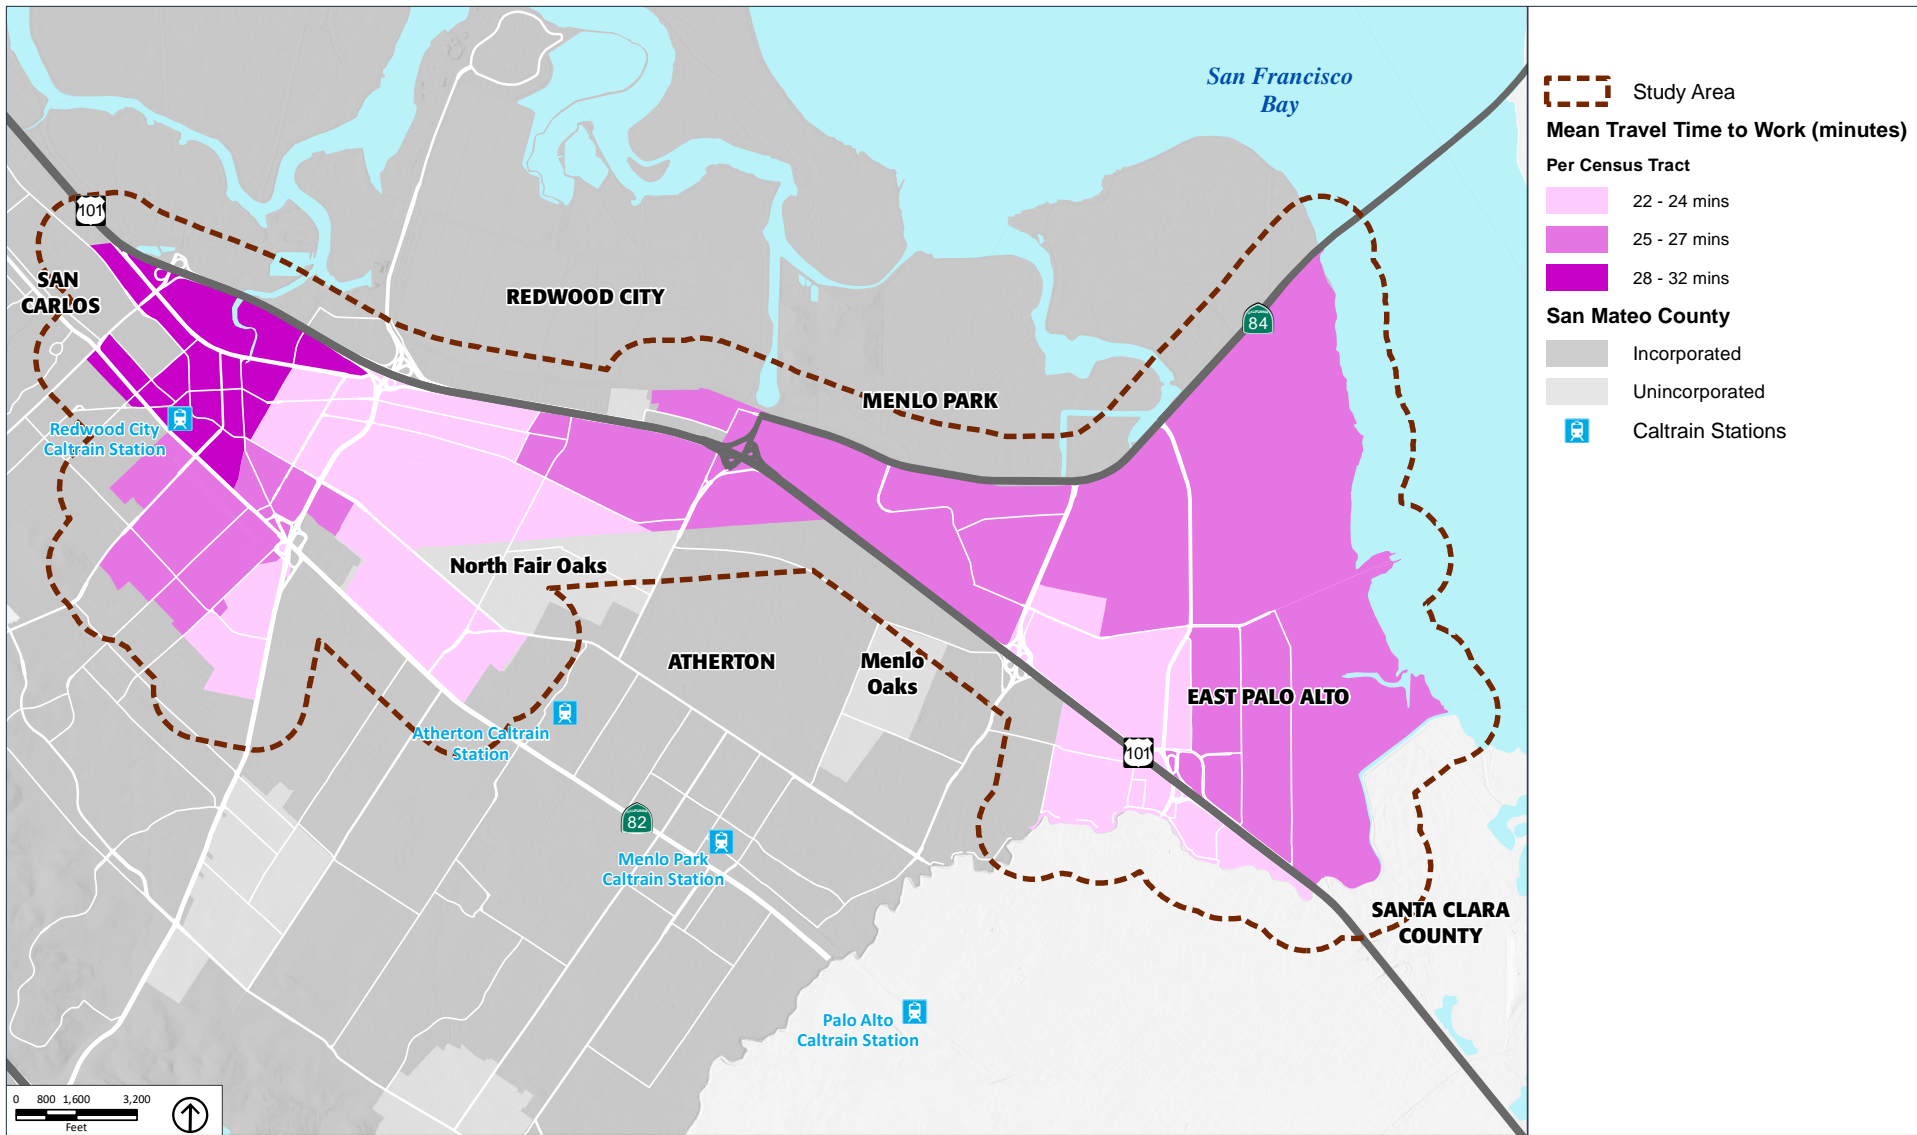 San Francisco
Bay
101
SAN
CARLOS
REDWOOD CITY
CALIFORNIA
84
MENLO PARK
Redwood City
Caltrain Station
North Fair Oaks
ATHERTON
Menlo
Oaks
EAST PALO ALTO
Atherton Caltrain
Station
101
CALIFORNIA
82
Menlo Park
Caltrain Station
SANTA CLARA
COUNTY
Palo Alto
Caltrain Station
0 800 1,600 3,200
Feet
Study Area
Mean Travel Time to Work (minutes)
Per Census Tract
22 - 24 mins
25 - 27 mins
28 - 32 mins
San Mateo County
Incorporated
Unincorporated
Caltrain Stations